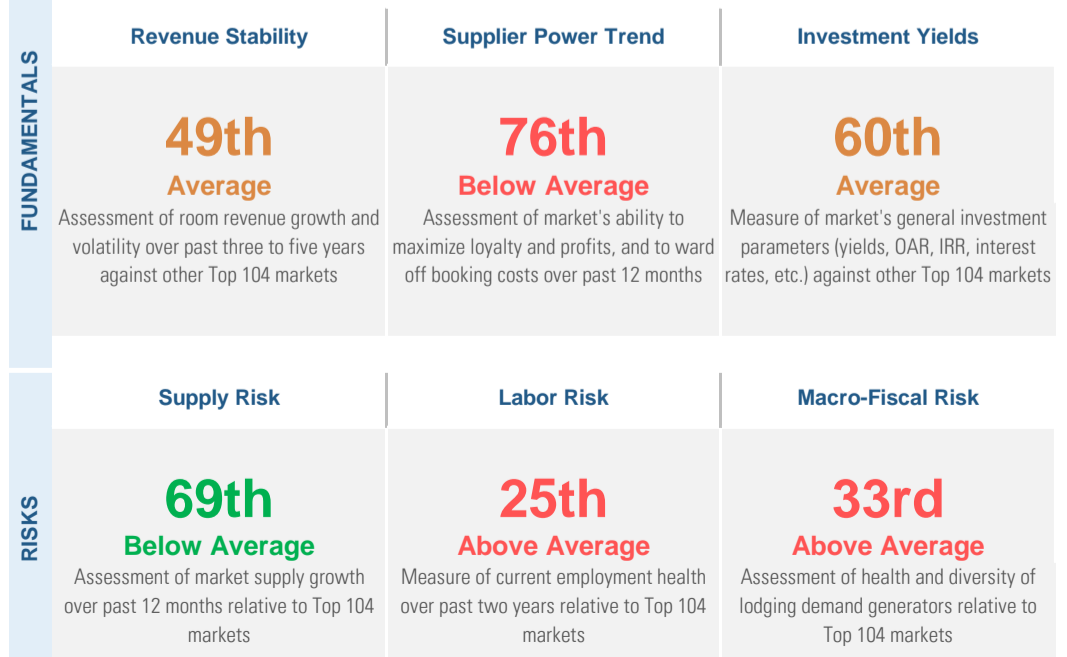 FUNDAMENTALS
Revenue Stability
49th
Average
Assessment of room revenue growth and
volatility over past three to five years
against other Top 104 markets
Supplier Power Trend
76th
Below Average
Assessment of market's ability to
maximize loyalty and profits, and to ward
off booking costs over past 12 months
Investment Yields
60th
Average
Measure of market's general investment
parameters (yields, OAR, IRR, interest
rates, etc.) against other Top 104 markets
RISKS
Supply Risk
69th
Below Average
Assessment of market supply growth
over past 12 months relative to Top 104
markets
Labor Risk
25th
Above Average
Measure of current employment health
over past two years relative to Top 104
markets
Macro-Fiscal Risk
33rd
Above Average
Assessment of health and diversity of
lodging demand generators relative to
Top 104 markets